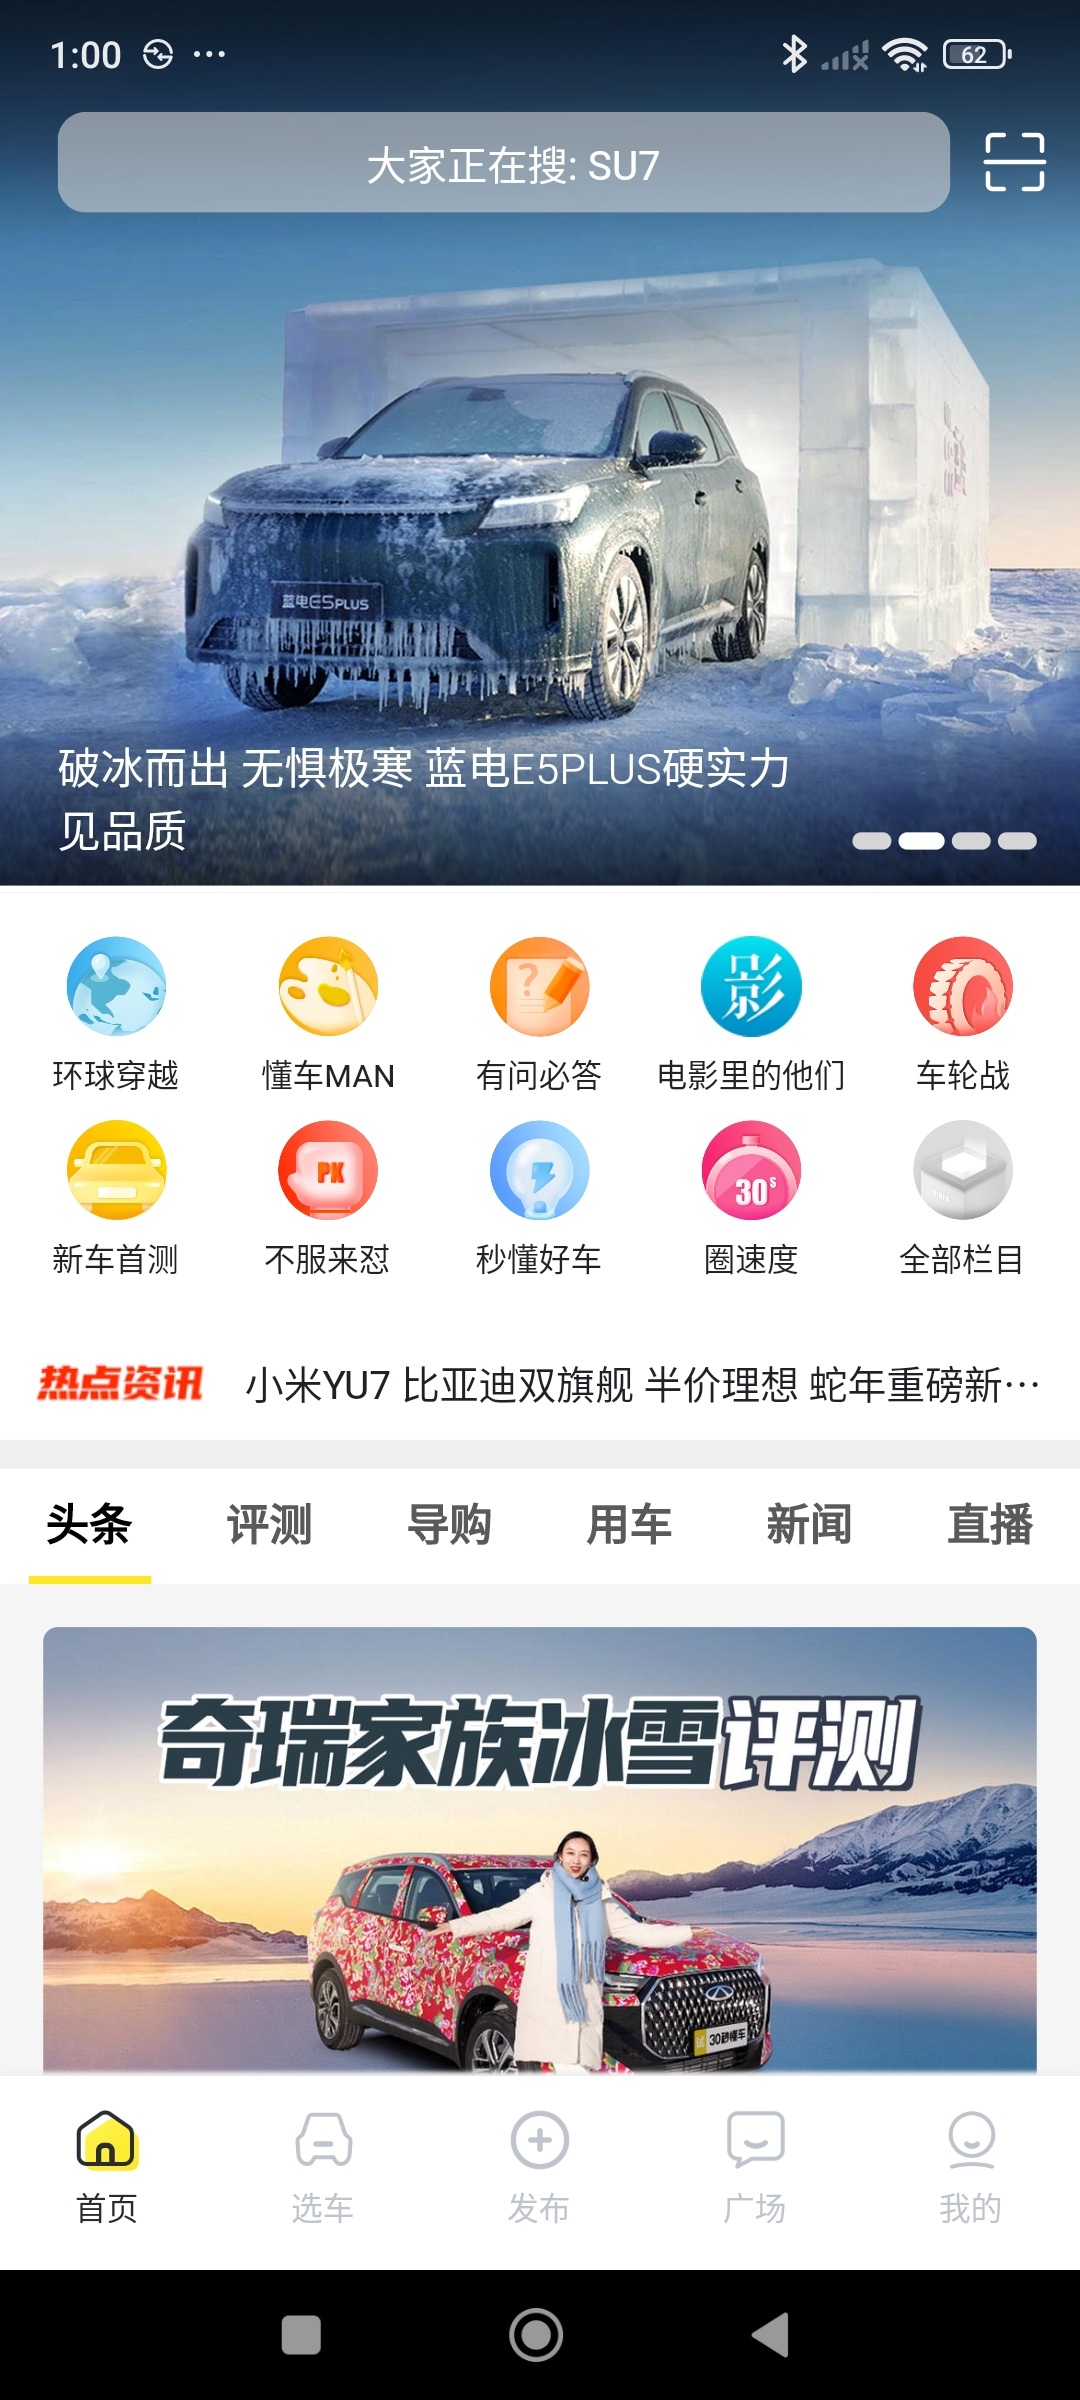 1:00
62
大家正在搜: SU7
蓝电E5PLUS
破冰而出 无惧极寒 蓝电E5PLUS硬实力
见品质
影
环球穿越
懂车MAN
有问必答
电影里的他们
车轮战
PK
30s
新车首测
不服来怼
秒懂好车
圈速度
全部栏目
热点资讯
小米YU7 比亚迪双旗舰 半价理想 蛇年重磅新…
头条
评测
导购
用车
新闻
直播
奇瑞家族冰雪评测
30秒懂车
首页
选车
发布
广场
我的